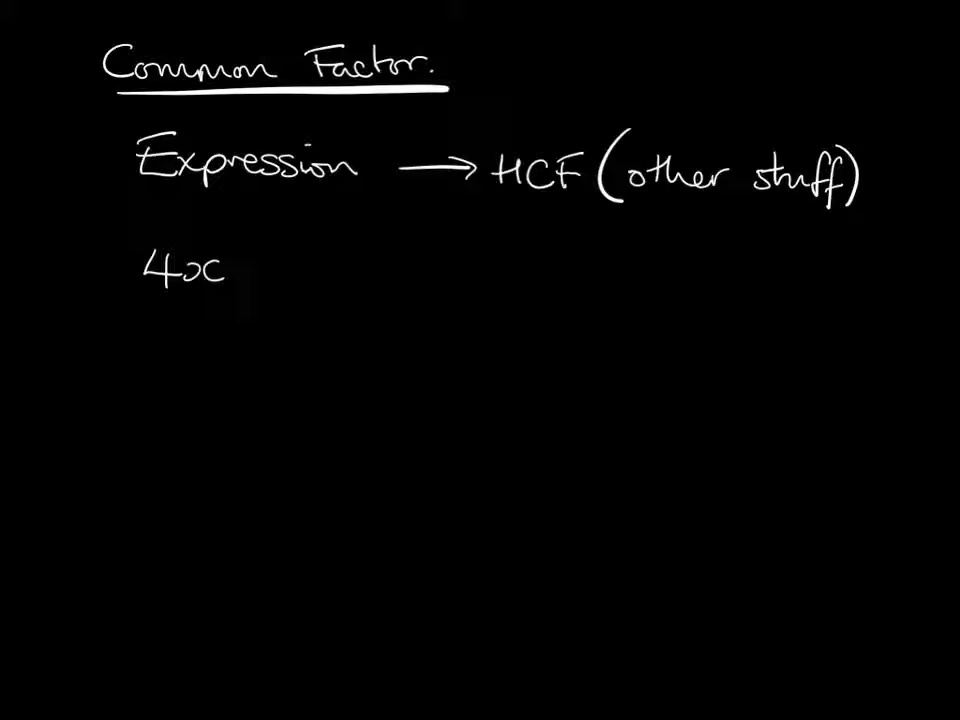 Common Factor.
Expression → HCF (other stuff)
4x